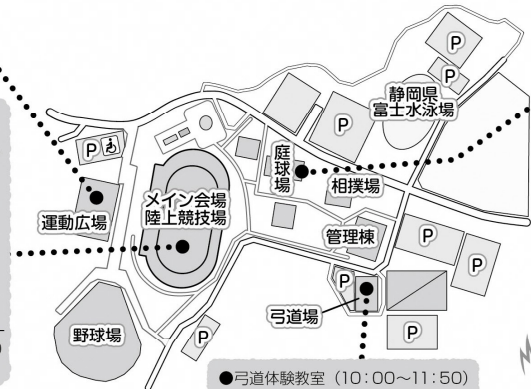 P
P
静岡県
富士水泳場
P
P
庭球場
相撲場
メイン会場
陸上競技場
運動広場
管理棟
P
P
P
弓道場
野球場
P
P
●弓道体験教室（10：00〜11：50）